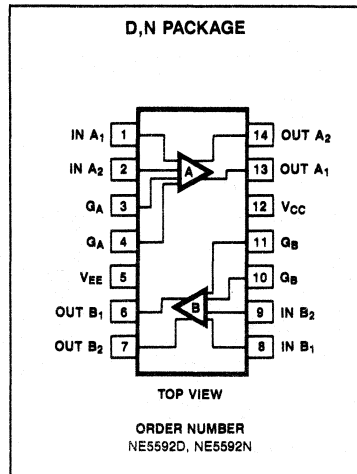 D,N PACKAGE
IN A1 1 14 OUT A2
IN A2 2 A 13 OUT A1
GA 3 12 VCC
GA 4 11 GB
VEE 5 10 GB
OUT B1 6 B 9 IN B2
OUT B2 7 8 IN B1
TOP VIEW
ORDER NUMBER
NE5592D, NE5592N